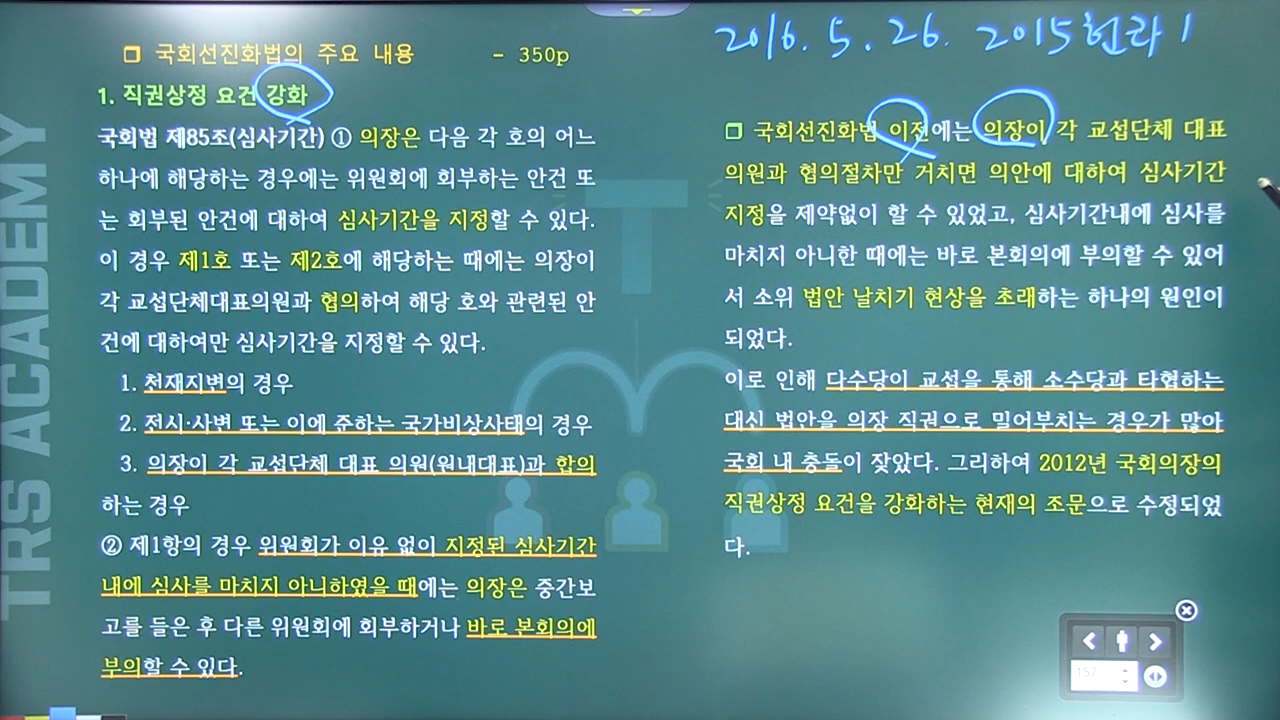 2016. 5. 26. 2015헌라1
❒ 국회선진화법의 주요 내용 - 350p
1. 직권상정 요건 강화
국회법 제85조(심사기간) ① 의장은 다음 각 호의 어느
하나에 해당하는 경우에는 위원회에 회부하는 안건 또
는 회부된 안건에 대하여 심사기간을 지정할 수 있다.
이 경우 제1호 또는 제2호에 해당하는 때에는 의장이
각 교섭단체대표의원과 협의하여 해당 호와 관련된 안
건에 대하여만 심사기간을 지정할 수 있다.
1. 천재지변의 경우
2. 전시·사변 또는 이에 준하는 국가비상사태의 경우
3. 의장이 각 교섭단체 대표 의원(원내대표)과 합의
하는 경우
② 제1항의 경우 위원회가 이유 없이 지정된 심사기간
내에 심사를 마치지 아니하였을 때에는 의장은 중간보
고를 들은 후 다른 위원회에 회부하거나 바로 본회의에
부의할 수 있다.
❒ 국회선진화법 이전에는 의장이 각 교섭단체 대표
의원과 협의절차만 거치면 의안에 대하여 심사기간
지정을 제약없이 할 수 있었고, 심사기간내에 심사를
마치지 아니한 때에는 바로 본회의에 부의할 수 있어
서 소위 법안 날치기 현상을 초래하는 하나의 원인이
되었다.
이로 인해 다수당이 교섭을 통해 소수당과 타협하는
대신 법안을 의장 직권으로 밀어부치는 경우가 많아
국회 내 충돌이 잦았다. 그리하여 2012년 국회의장의
직권상정 요건을 강화하는 현재의 조문으로 수정되었
다.
TRS ACADEMY
157